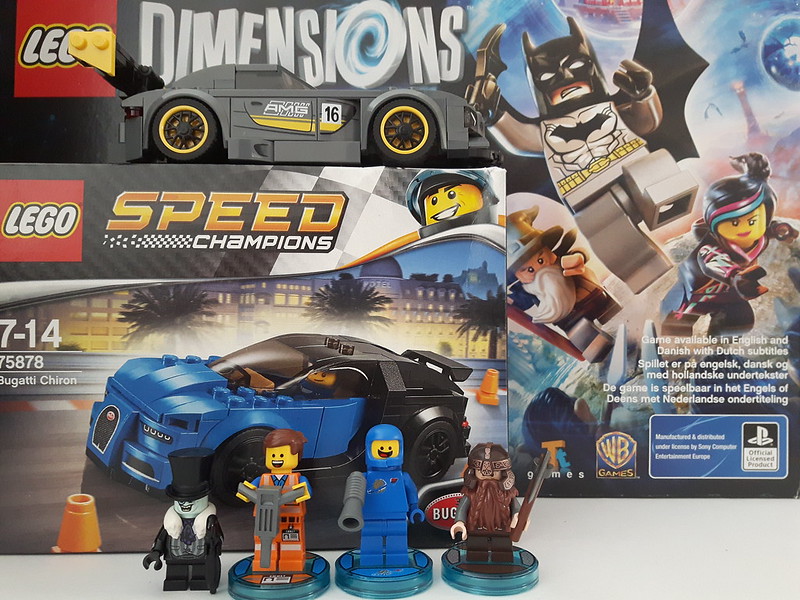 LEGO
DIMENSIONS
AMG
16
LEGO
SPEED
CHAMPIONS
HOTEL
7-14
75878
Bugatti Chiron
Game available in English and
Danish with Dutch subtitles
Spillet er på engelsk, dansk og
med hollandske undertekster
De game is speelbaar in het Engels of
Deens met Nederlandse ondertiteling
Manufactured & distributed
under license by Sony Computer
Entertainment Europe
Official
Licensed
Product
WB
GAMES
tt
games
BUG